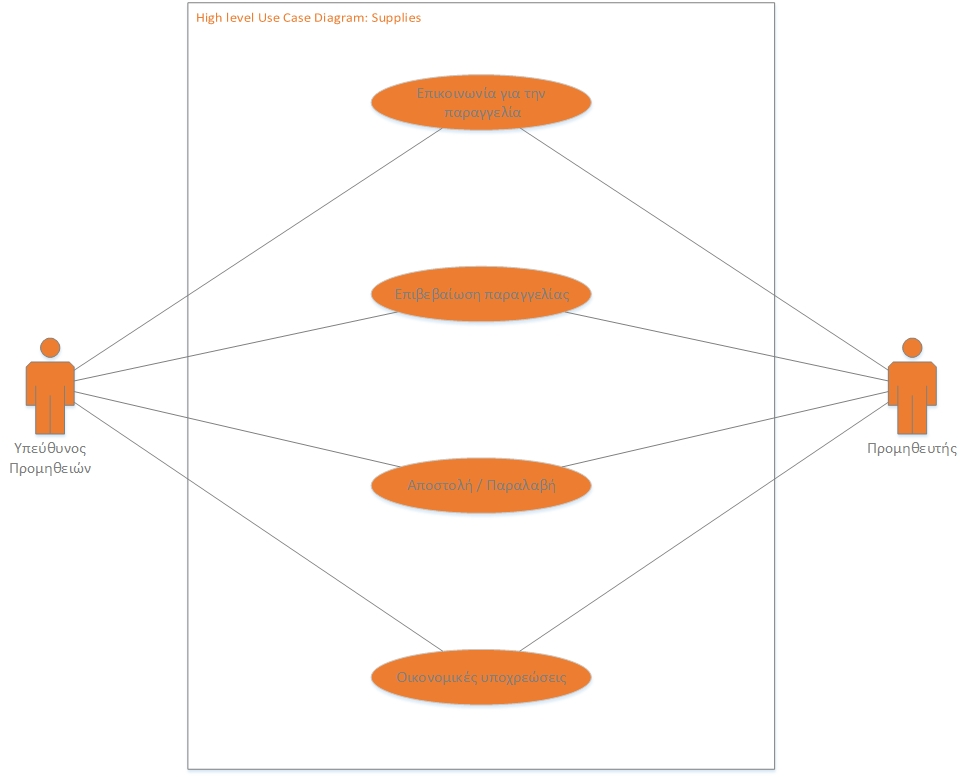 High level Use Case Diagram: Supplies
Επικοινωνία για την
παραγγελία
Επιβεβαίωση παραγγελίας
Υπεύθυνος
Προμηθειών
Προμηθευτής
Αποστολή / Παραλαβή
Οικονομικές υποχρεώσεις